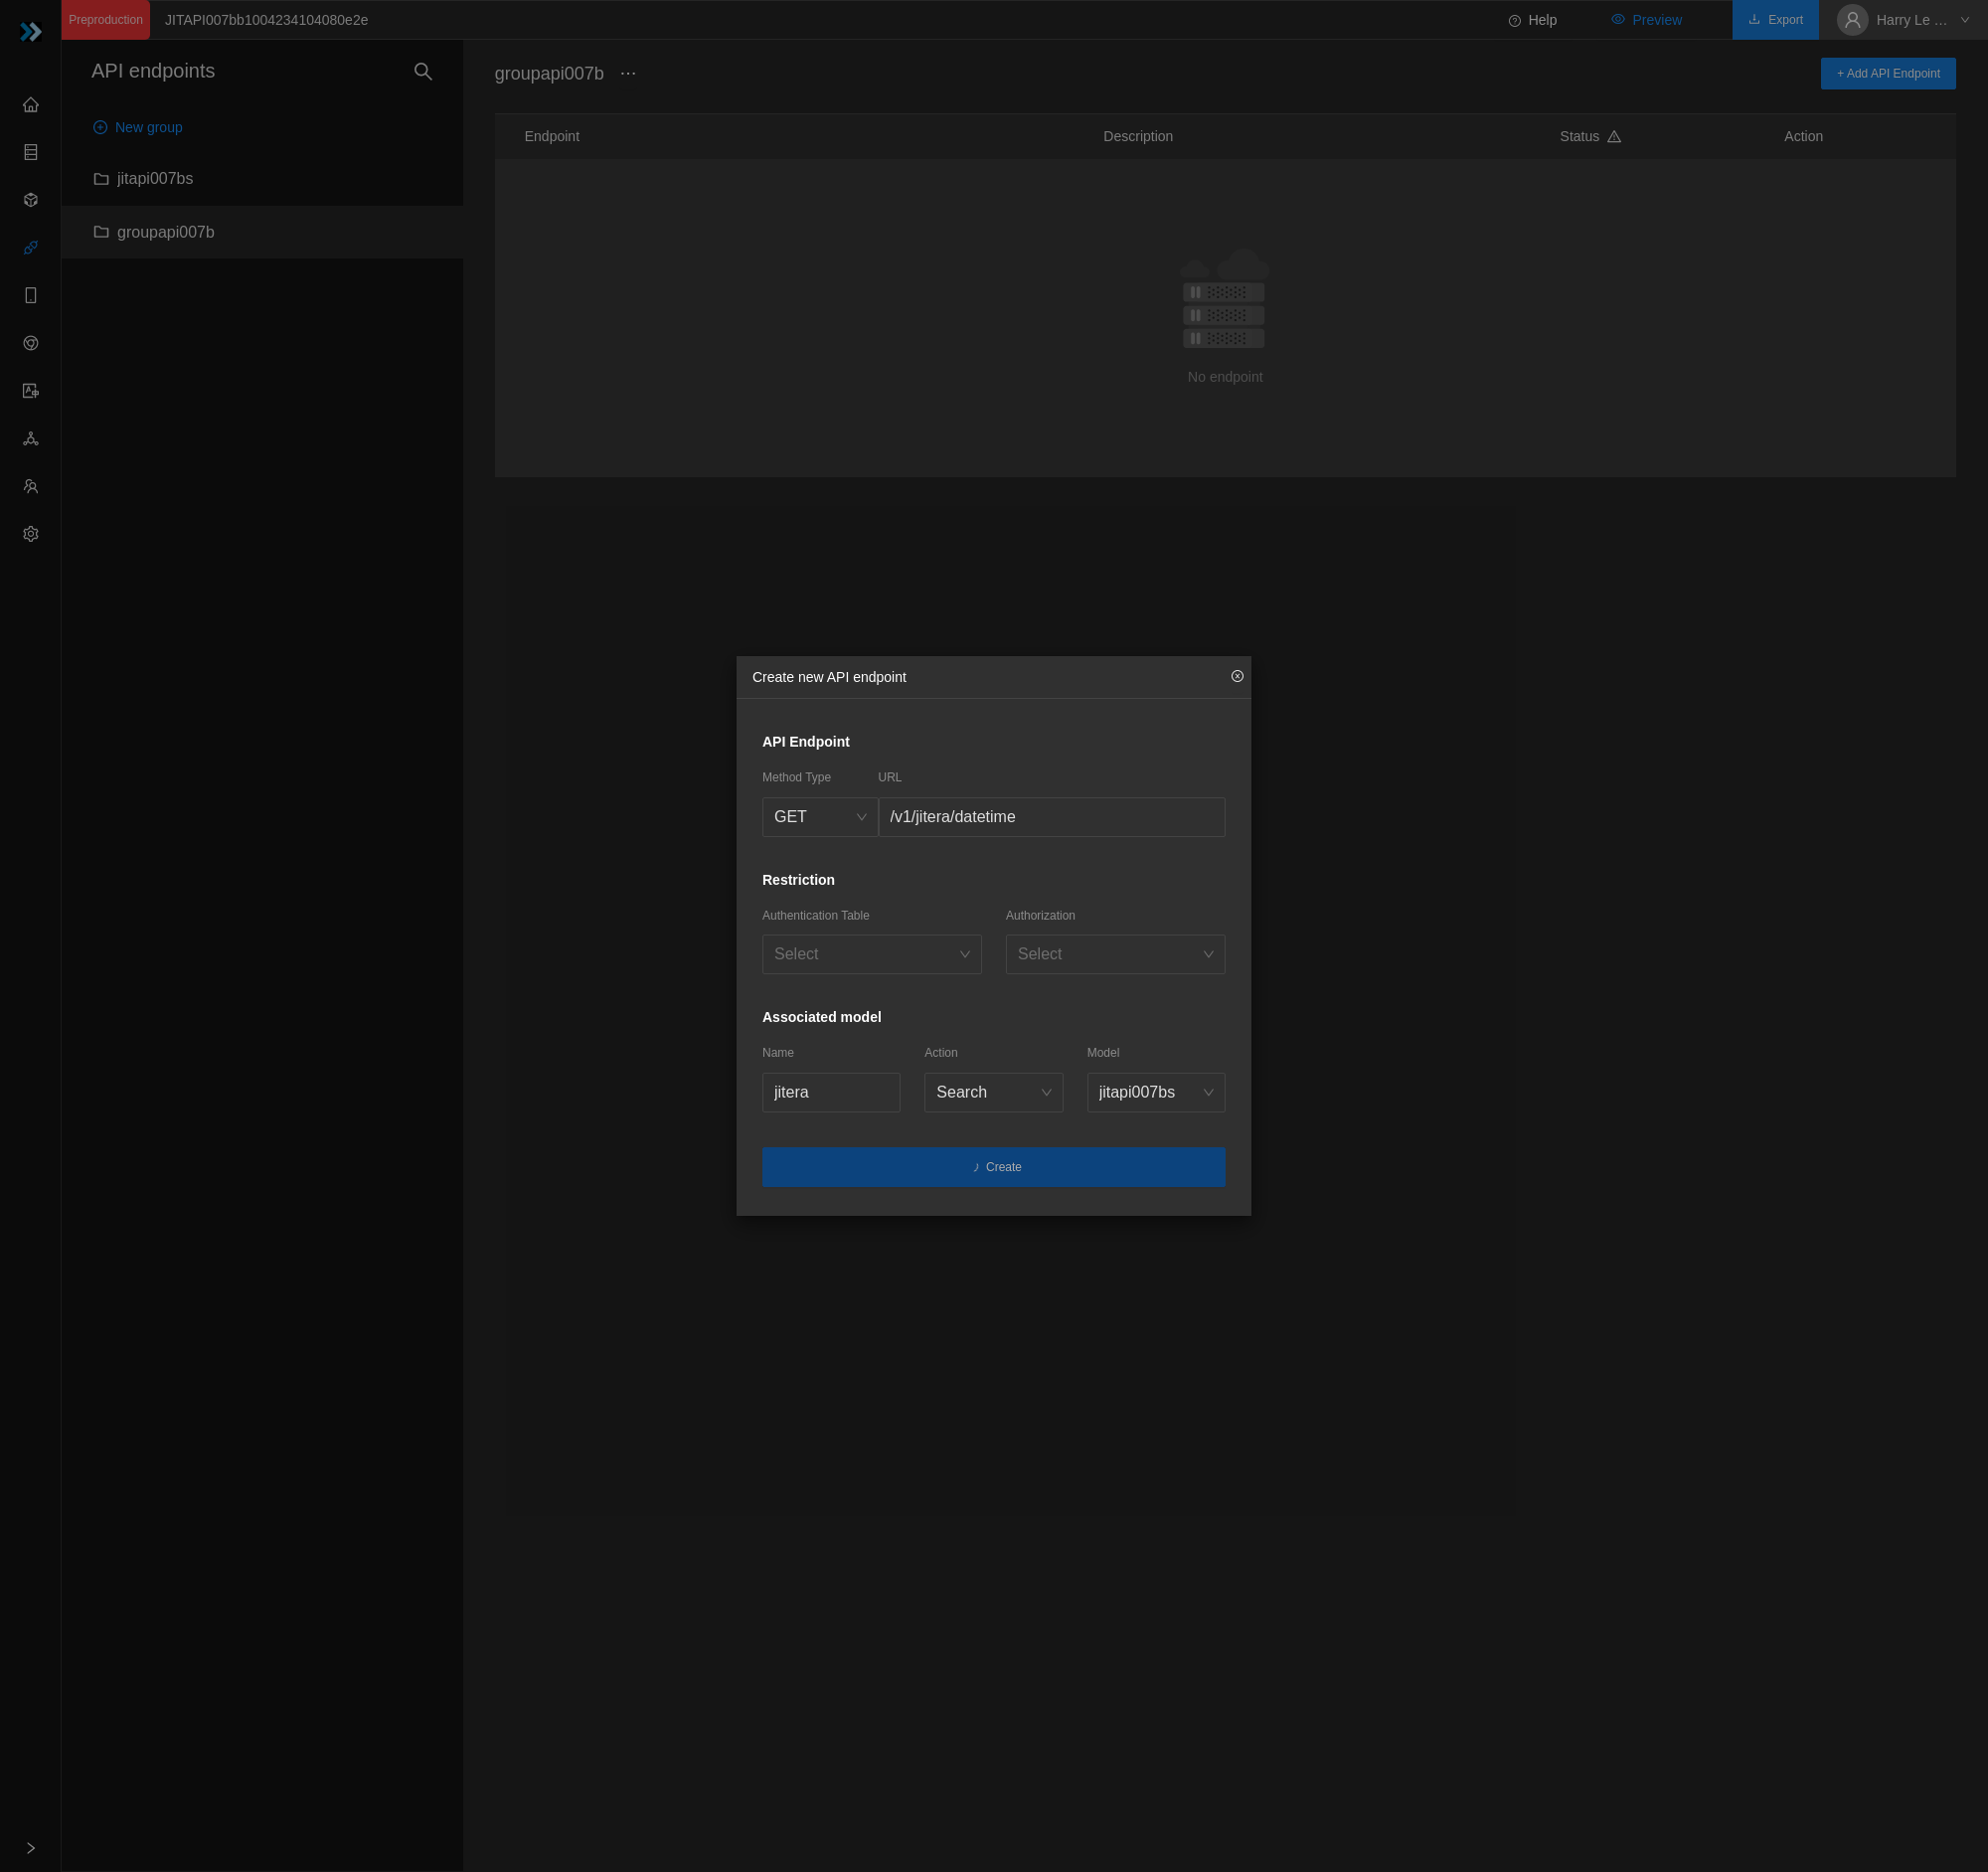 Preproduction
JITAPI007bb1004234104080e2e
Help
Preview
Export
Harry Le ...
API endpoints
New group
jitapi007bs
groupapi007b
groupapi007b ...
+ Add API Endpoint
Endpoint Description Status Action
No endpoint
Create new API endpoint
API Endpoint
Method Type URL
GET /v1/jitera/datetime
Restriction
Authentication Table Authorization
Select Select
Associated model
Name Action Model
jitera Search jitapi007bs
Create